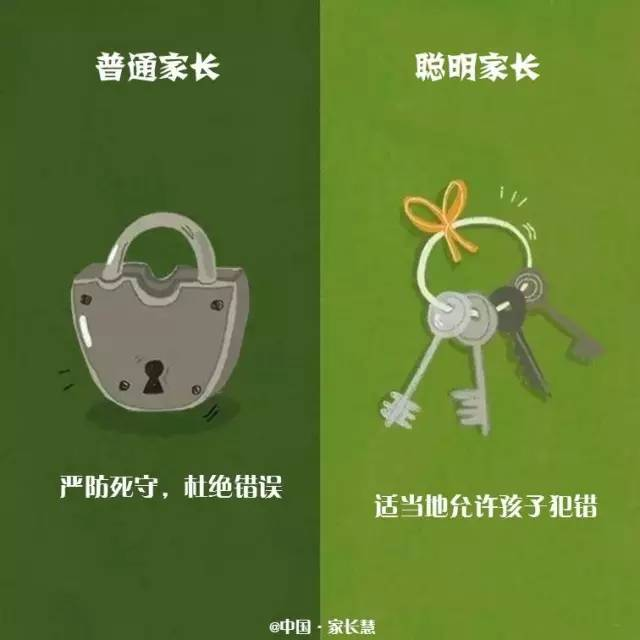 普通家长
聪明家长
严防死守，杜绝错误
适当地允许孩子犯错
@中国·家长慧